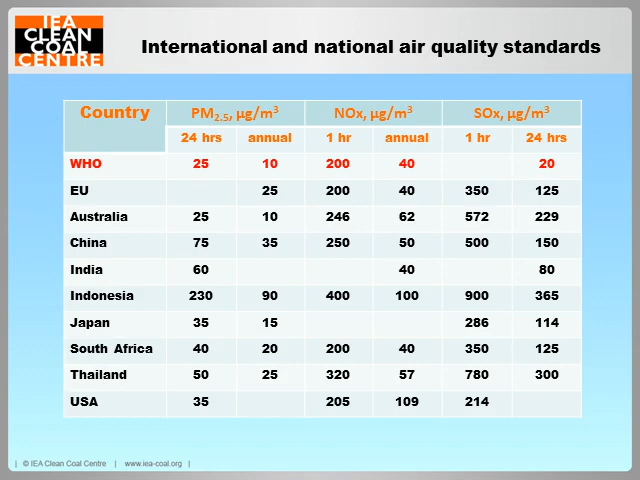 IEA
CLEAN
COAL
CENTRE
International and national air quality standards
Country PM2.5, µg/m3 NOx, µg/m3 SOx, µg/m3
24 hrs annual 1 hr annual 1 hr 24 hrs
WHO 25 10 200 40 20
EU 25 200 40 350 125
Australia 25 10 246 62 572 229
China 75 35 250 50 500 150
India 60 40 80
Indonesia 230 90 400 100 900 365
Japan 35 15 286 114
South Africa 40 20 200 40 350 125
Thailand 50 25 320 57 780 300
USA 35 205 109 214
| © IEA Clean Coal Centre | www.iea-coal.org |